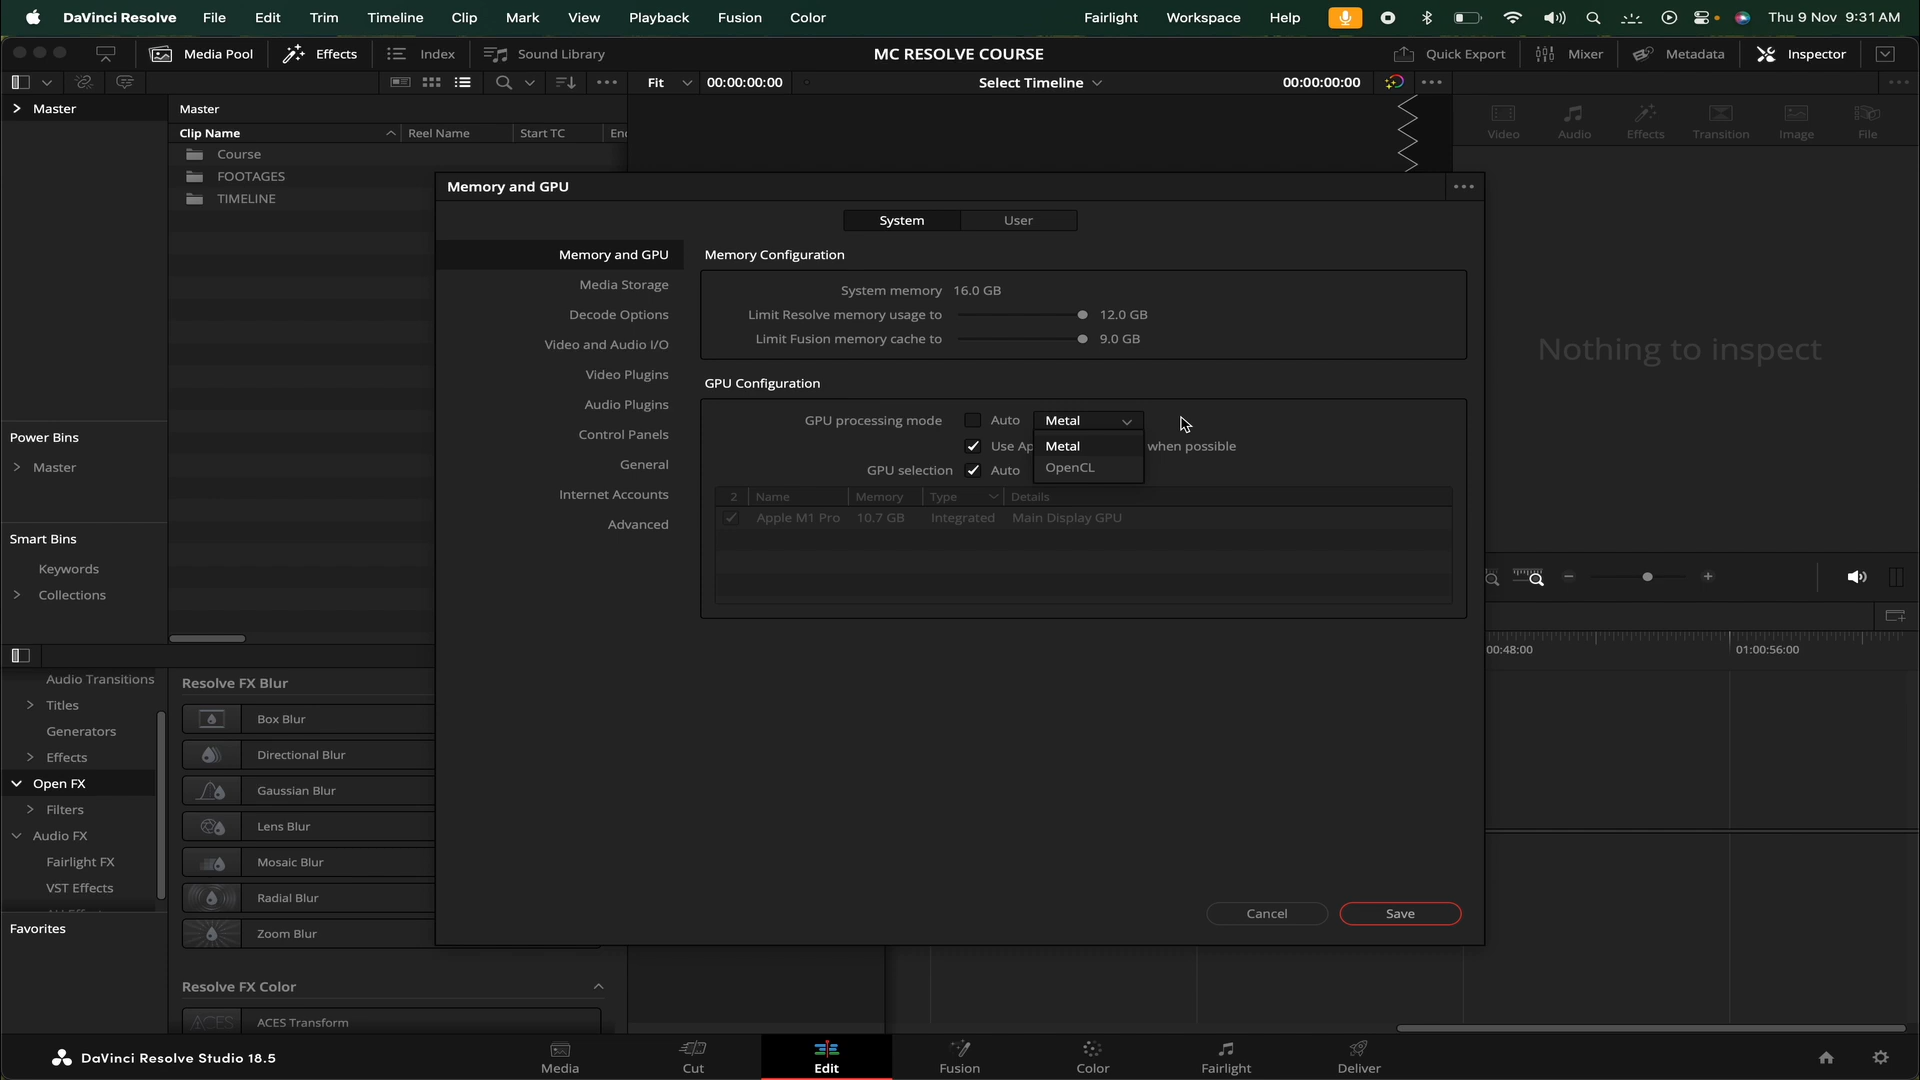 DaVinci Resolve File Edit Trim Timeline Clip Mark View Playback Fusion Color Fairlight Workspace Help Thu 9 Nov 9:31 AM
Media Pool Effects Index Sound Library MC RESOLVE COURSE Quick Export Mixer Metadata Inspector
Fit 00:00:00:00 Select Timeline 00:00:00:00
Master
Master
Clip Name Reel Name Start TC
Course
FOOTAGES
TIMELINE
Video Audio Effects Transition Image File
Nothing to inspect
Memory and GPU
System User
Memory and GPU
Media Storage
Decode Options
Video and Audio I/O
Video Plugins
Audio Plugins
Control Panels
General
Internet Accounts
Advanced
Memory Configuration
System memory 16.0 GB
Limit Resolve memory usage to 12.0 GB
Limit Fusion memory cache to 9.0 GB
GPU Configuration
GPU processing mode Auto Metal
Use Ap when possible
Metal
OpenCL
GPU selection Auto
2 Name Memory Type Details
Apple M1 Pro 10.7 GB Integrated Main Display GPU
Cancel Save
Power Bins
Master
Smart Bins
Keywords
Collections
00:48:00 01:00:56:00
Audio Transitions
Titles
Generators
Effects
Open FX
Filters
Audio FX
Fairlight FX
VST Effects
Favorites
Resolve FX Blur
Box Blur
Directional Blur
Gaussian Blur
Lens Blur
Mosaic Blur
Radial Blur
Zoom Blur
Resolve FX Color
ACES ACES Transform
DaVinci Resolve Studio 18.5
Media Cut Edit Fusion Color Fairlight Deliver